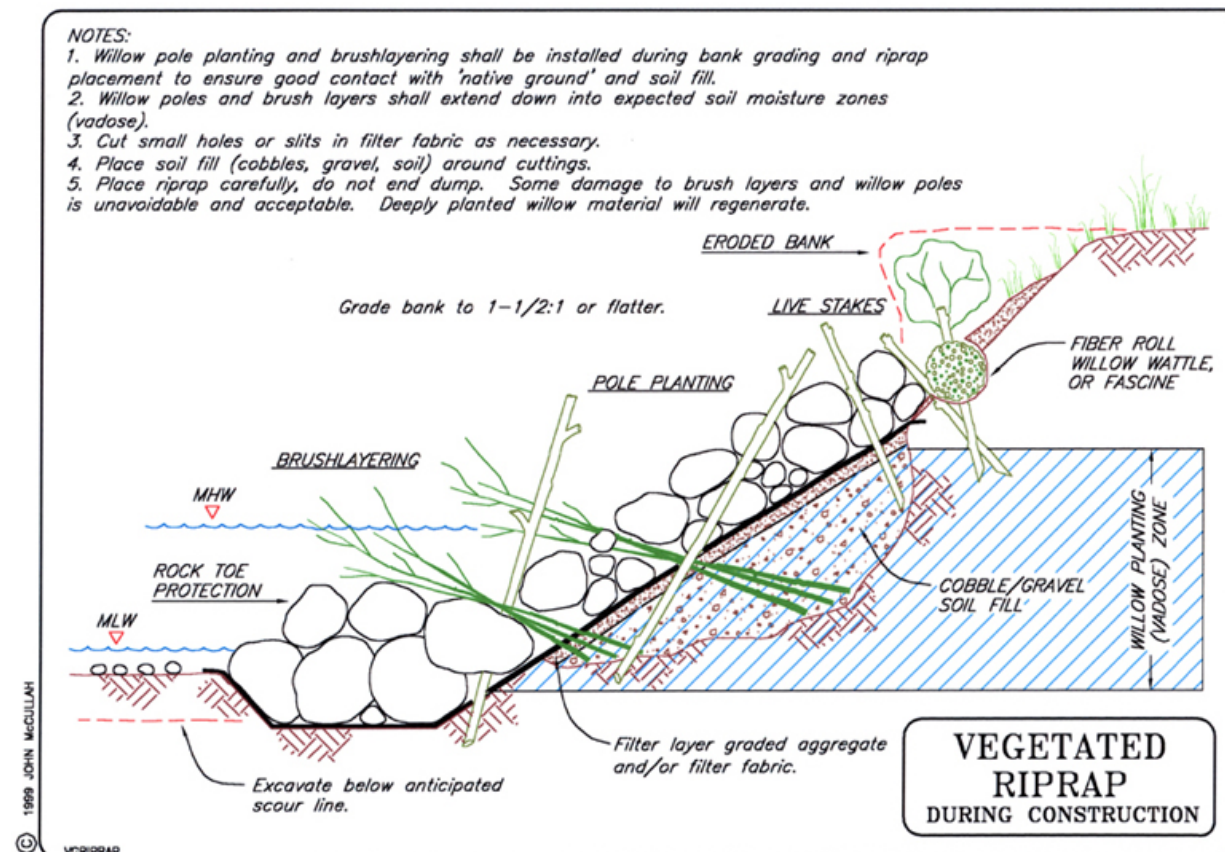 NOTES:
1. Willow pole planting and brushlayering shall be installed during bank grading and riprap
placement to ensure good contact with 'native ground' and soil fill.
2. Willow poles and brush layers shall extend down into expected soil moisture zones
(vadose).
3. Cut small holes or slits in filter fabric as necessary.
4. Place soil fill (cobbles, gravel, soil) around cuttings.
5. Place riprap carefully, do not end dump. Some damage to brush layers and willow poles
is unavoidable and acceptable. Deeply planted willow material will regenerate.
ERODED BANK
Grade bank to 1-1/2:1 or flatter.
LIVE STAKES
FIBER ROLL
WILLOW WATTLE,
OR FASCINE
POLE PLANTING
BRUSHLAYERING
MHW
ROCK TOE
PROTECTION
COBBLE/GRAVEL
SOIL FILL
WILLOW PLANTING
(VADOSE) ZONE
MLW
Filter layer graded aggregate
and/or filter fabric.
Excavate below anticipated
scour line.
VEGETATED
RIPRAP
DURING CONSTRUCTION
© 1999 JOHN McCULLAH